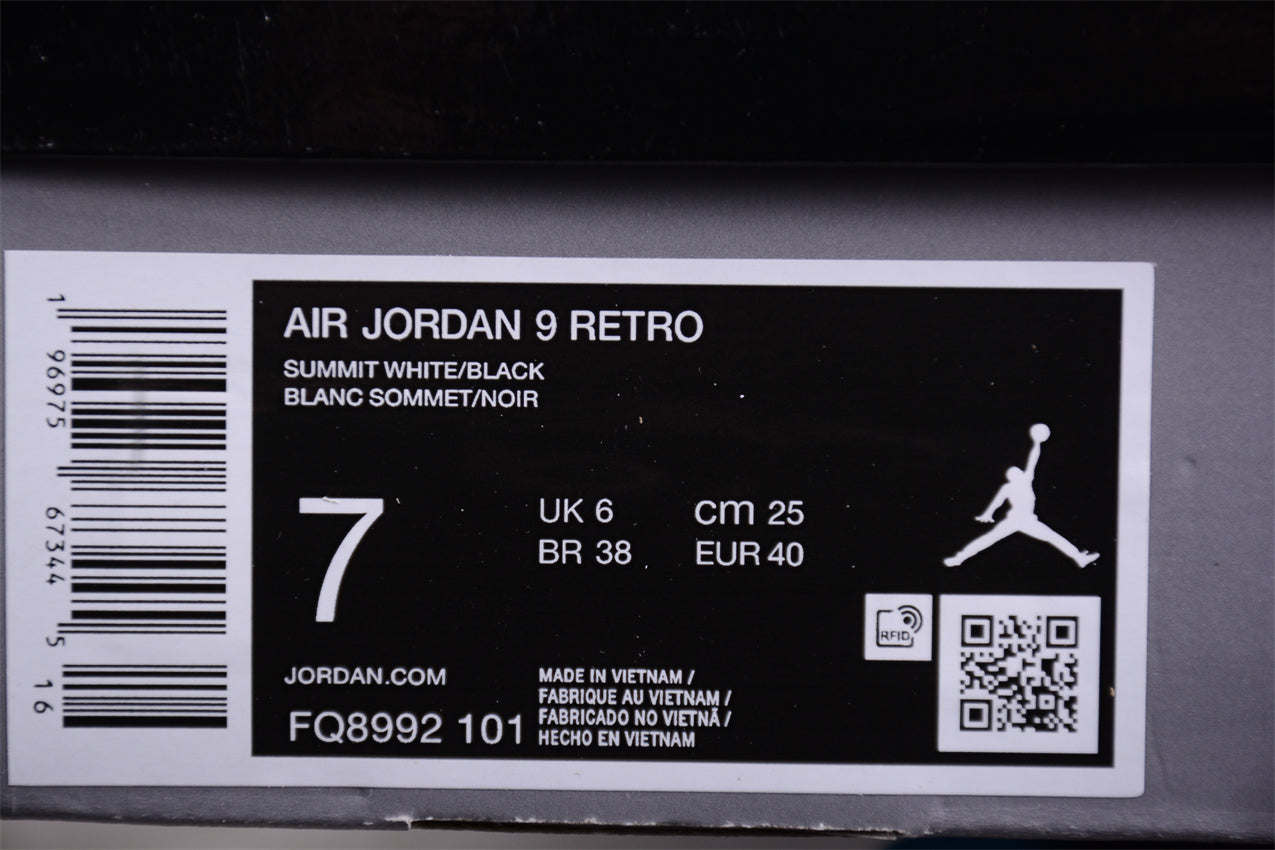 1 96975 67344 5 16
AIR JORDAN 9 RETRO
SUMMIT WHITE/BLACK
BLANC SOMMET/NOIR
7
UK 6
cm 25
BR 38
EUR 40
RFID
JORDAN.COM
FQ8992 101
MADE IN VIETNAM /
FABRIQUE AU VIETNAM /
FABRICADO NO VIETNÃ /
HECHO EN VIETNAM